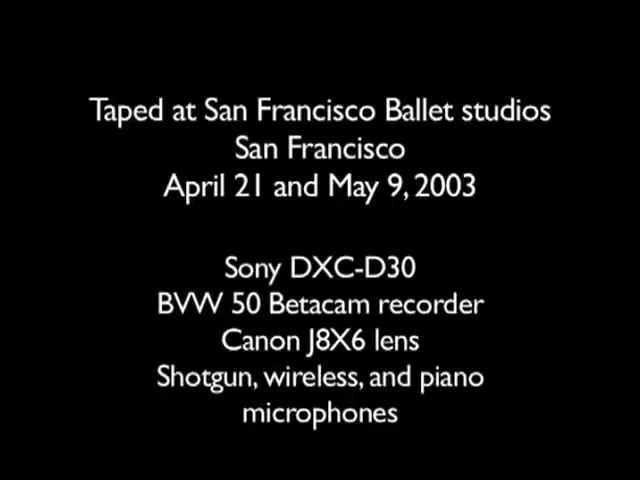 Taped at San Francisco Ballet studios
San Francisco
April 21 and May 9, 2003
Sony DXC-D30
BVW 50 Betacam recorder
Canon J8X6 lens
Shotgun, wireless, and piano
microphones